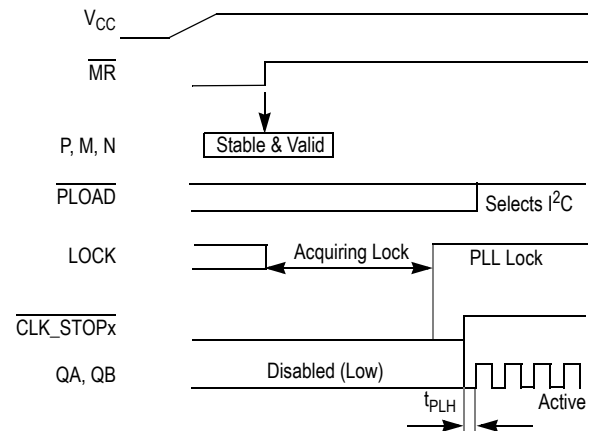 VCC
MR
P, M, N Stable & Valid
PLOAD Selects I²C
LOCK Acquiring Lock PLL Lock
CLK_STOPx
QA, QB Disabled (Low)
tPLH Active